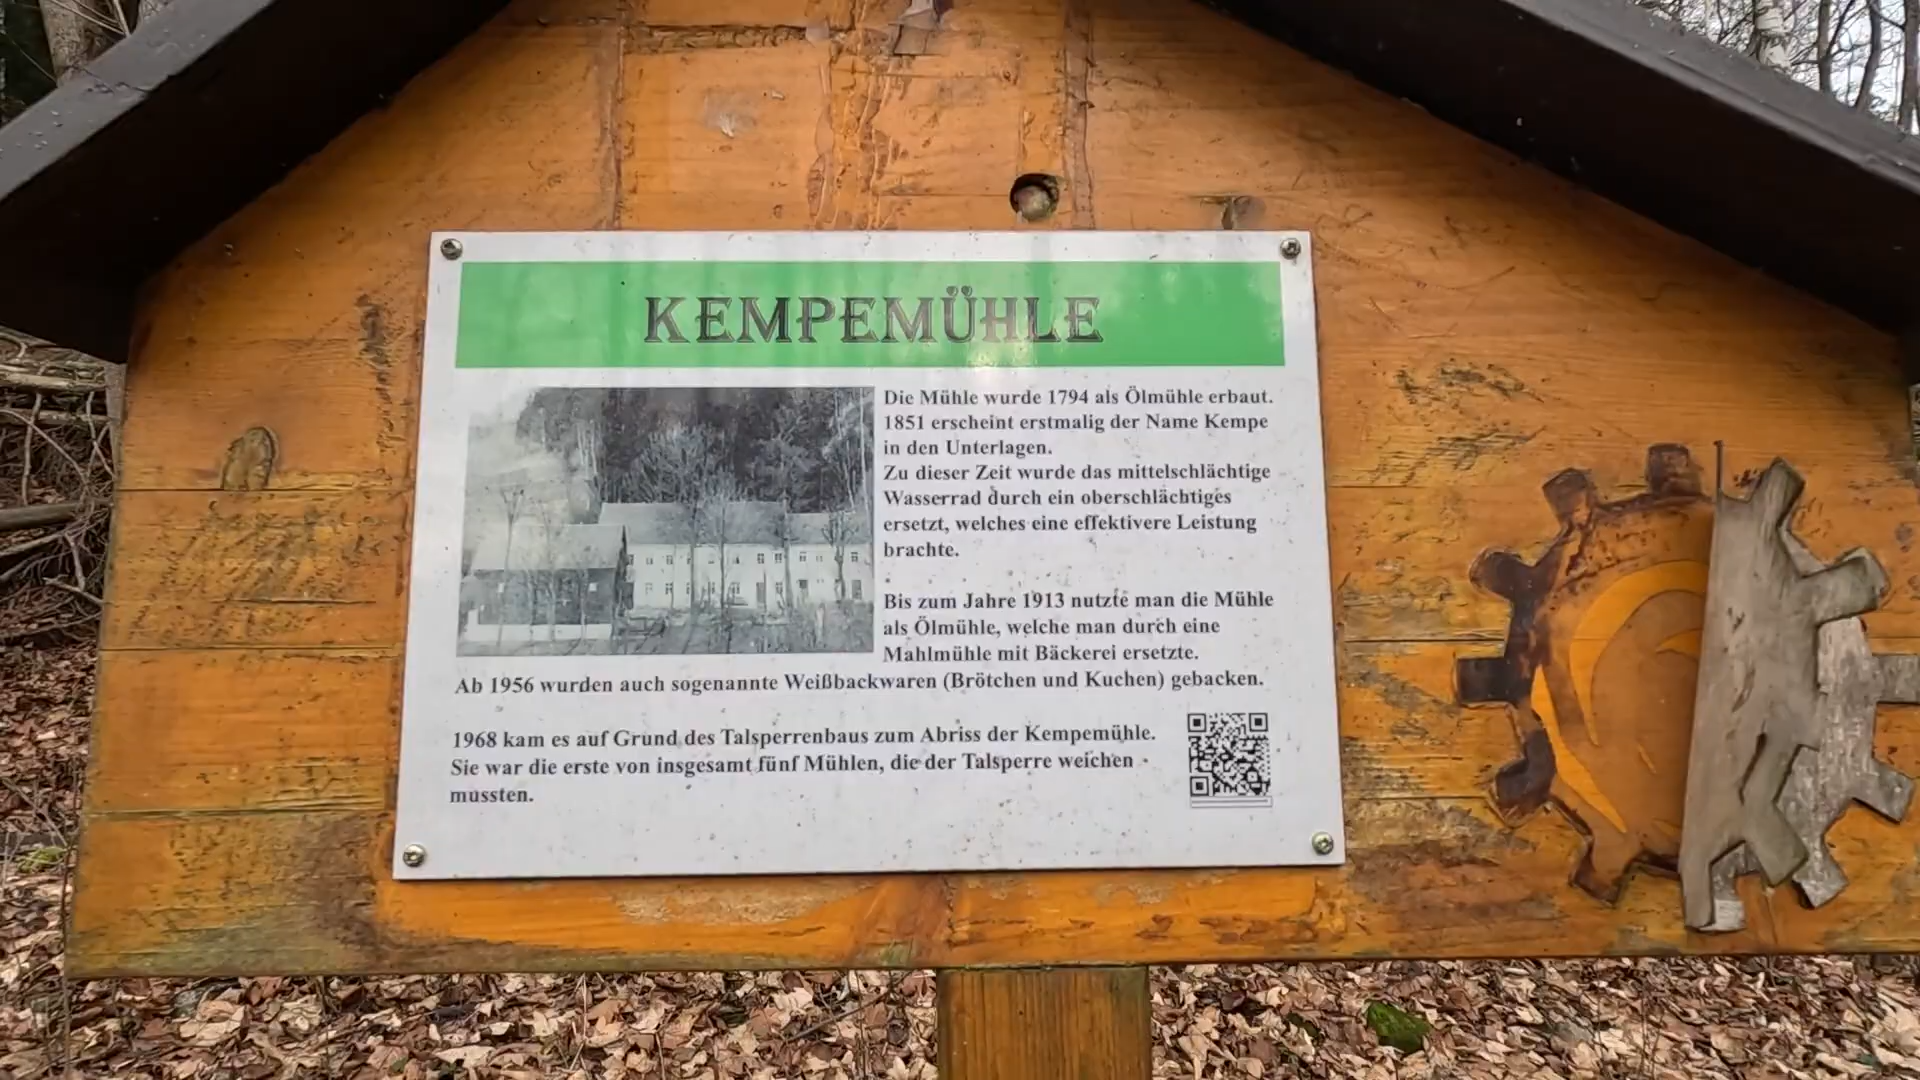 KEMPEMÜHLE
Die Mühle wurde 1794 als Ölmühle erbaut.
1851 erscheint erstmalig der Name Kempe
in den Unterlagen.
Zu dieser Zeit wurde das mittelschlächtige
Wasserrad durch ein oberschlächtiges
ersetzt, welches eine effektivere Leistung
brachte.
Bis zum Jahre 1913 nutzte man die Mühle
als Ölmühle, welche man durch eine
Mahlmühle mit Bäckerei ersetzte.
Ab 1956 wurden auch sogenannte Weißbackwaren (Brötchen und Kuchen) gebacken.
1968 kam es auf Grund des Talsperrenbaus zum Abriss der Kempemühle.
Sie war die erste von insgesamt fünf Mühlen, die der Talsperre weichen
mussten.